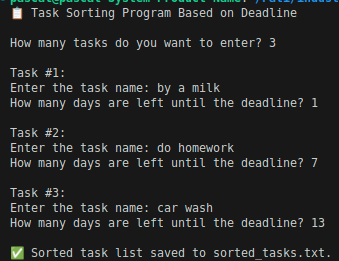 📋 Task Sorting Program Based on Deadline
How many tasks do you want to enter? 3
Task #1:
Enter the task name: by a milk
How many days are left until the deadline? 1
Task #2:
Enter the task name: do homework
How many days are left until the deadline? 7
Task #3:
Enter the task name: car wash
How many days are left until the deadline? 13
✅ Sorted task list saved to sorted_tasks.txt.